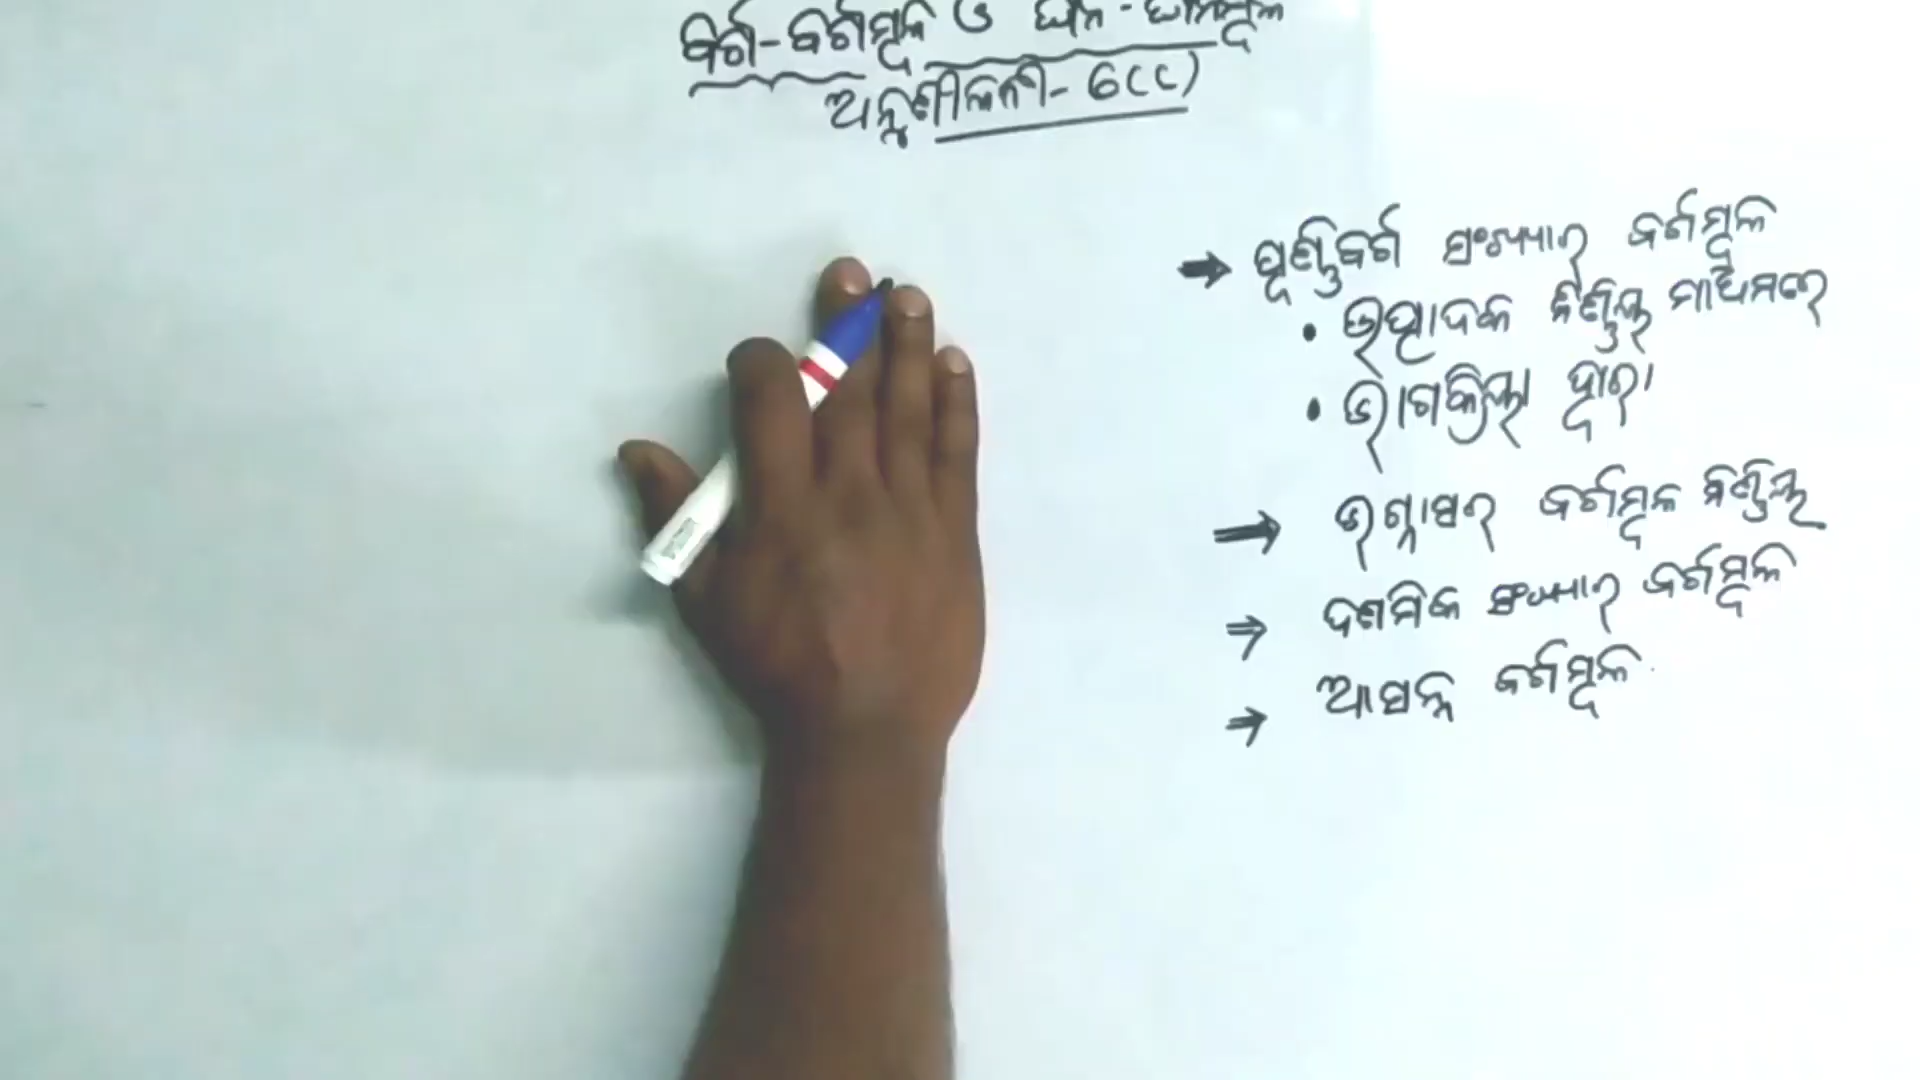 ବର୍ଗ-ବର୍ଗମୂଳ ଓ ଘନ-ଘନମୂଳ
ଅନୁଶୀଳନୀ- 6(C)
ପୂର୍ଣ୍ଣବର୍ଗ ସଂଖ୍ୟାର ବର୍ଗମୂଳ
• ଉତ୍ପାଦକ ନିର୍ଣ୍ଣୟ ମାଧ୍ୟମରେ
• ଭାଗକ୍ରିୟା ଦ୍ୱାରା
ଭଗ୍ନାଂଶର ବର୍ଗମୂଳ ନିର୍ଣ୍ଣୟ
ଦଶମିକ ସଂଖ୍ୟାର ବର୍ଗମୂଳ
ଆସନ୍ନ ବର୍ଗମୂଳ